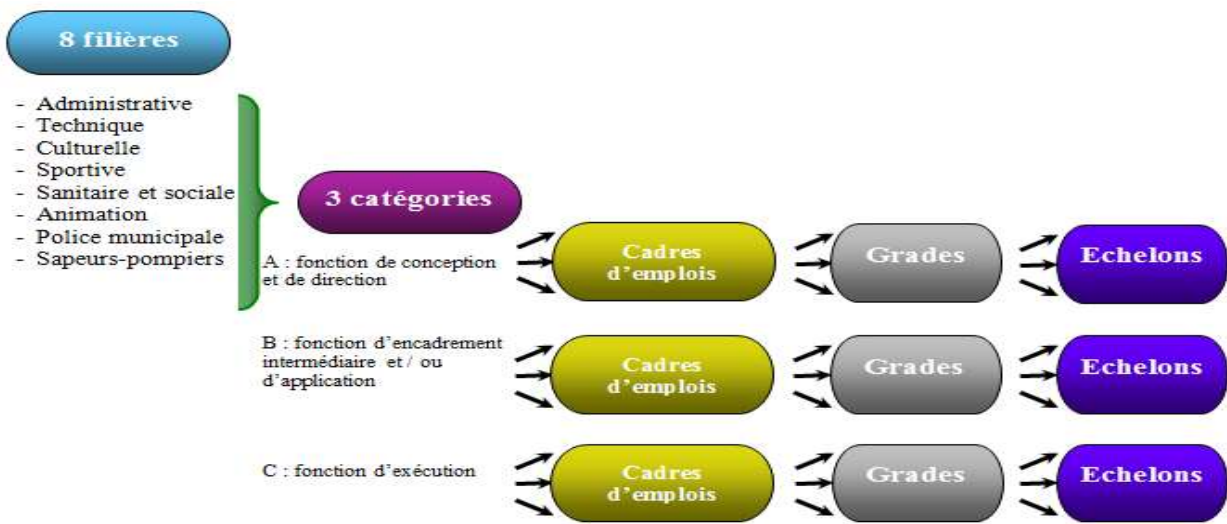 8 filières
- Administrative
- Technique
- Culturelle
- Sportive
- Sanitaire et sociale
- Animation
- Police municipale
- Sapeurs-pompiers
3 catégories
A : fonction de conception
et de direction
Cadres
d'emplois
Grades
Echelons
B : fonction d'encadrement
intermédiaire et / ou
d'application
Cadres
d'emplois
Grades
Echelons
C : fonction d'exécution
Cadres
d'emplois
Grades
Echelons